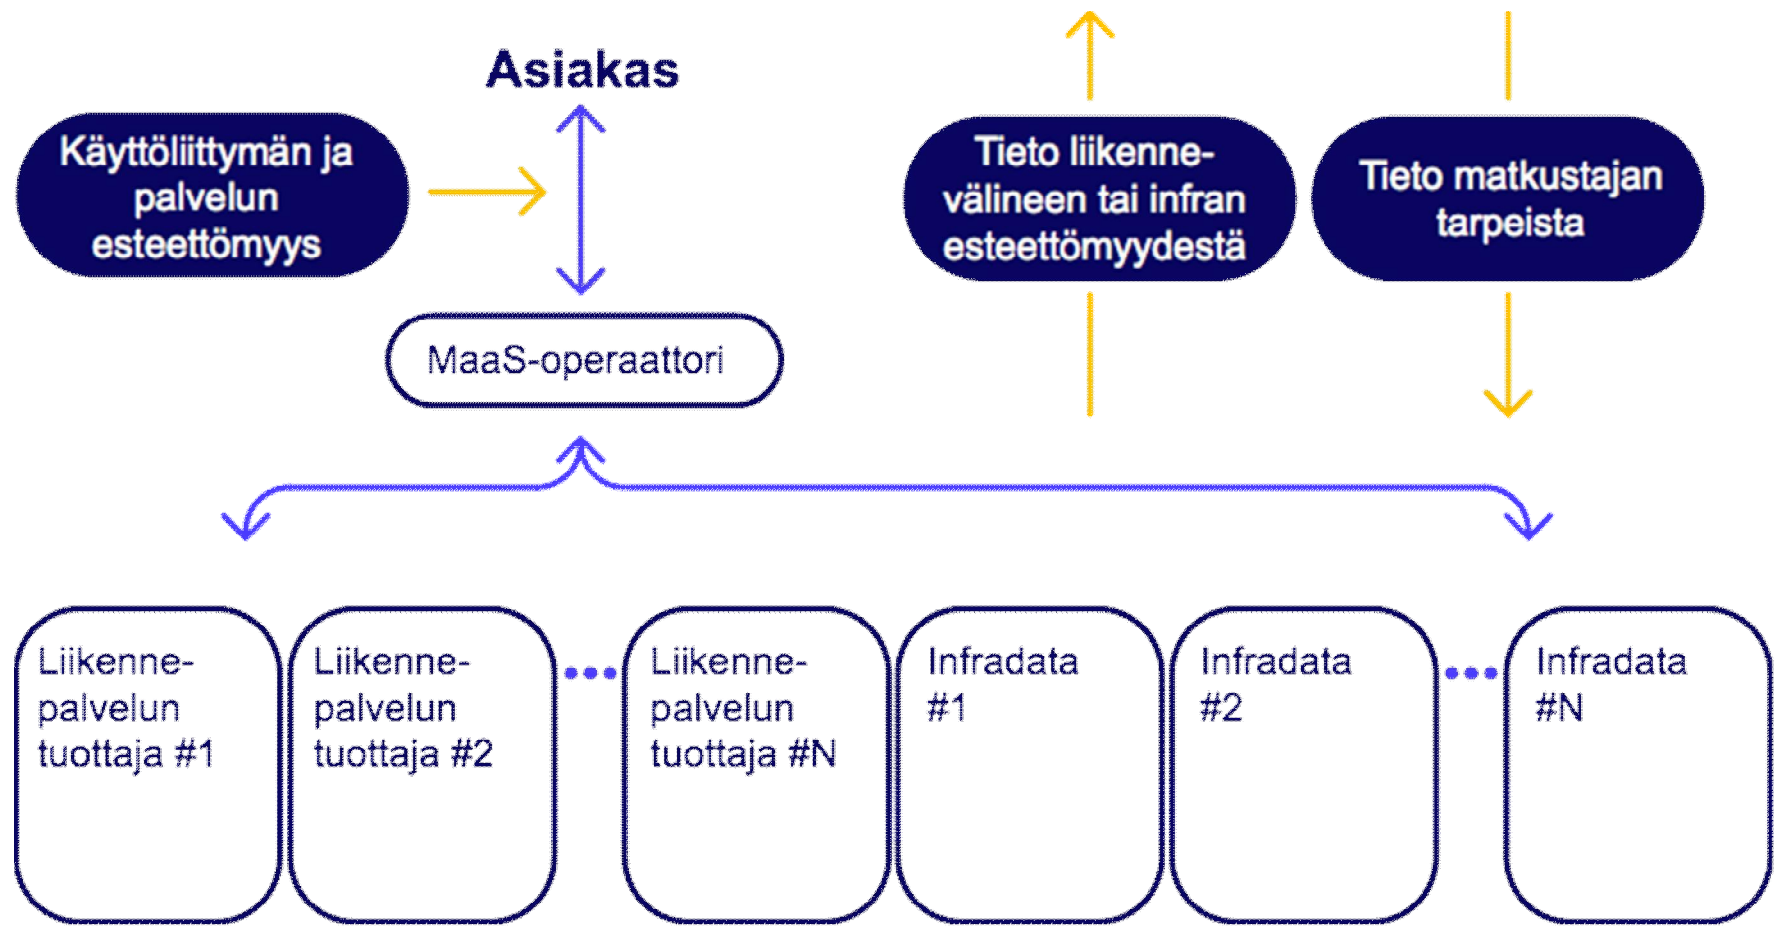 Asiakas
Käyttöliittymän ja
palvelun
esteettömyys
Tieto liikenne-
välineen tai infran
esteettömyydestä
Tieto matkustajan
tarpeista
MaaS-operaattori
Liikenne-
palvelun
tuottaja #1
Liikenne-
palvelun
tuottaja #2
Liikenne-
palvelun
tuottaja #N
Infradata
#1
Infradata
#2
Infradata
#N